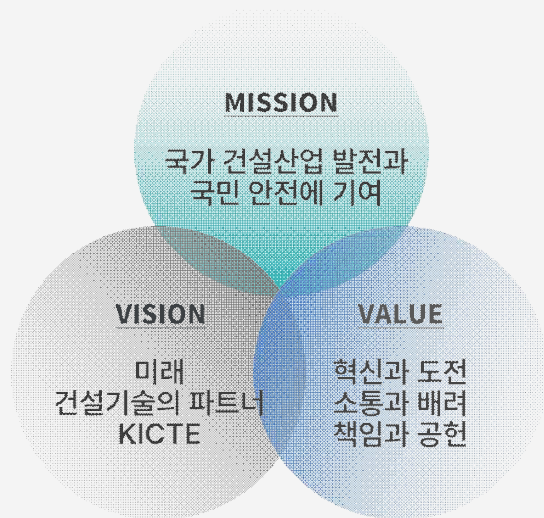 MISSION
국가 건설산업 발전과
국민 안전에 기여
VISION
미래
건설기술의 파트너
KICTE
VALUE
혁신과 도전
소통과 배려
책임과 공헌